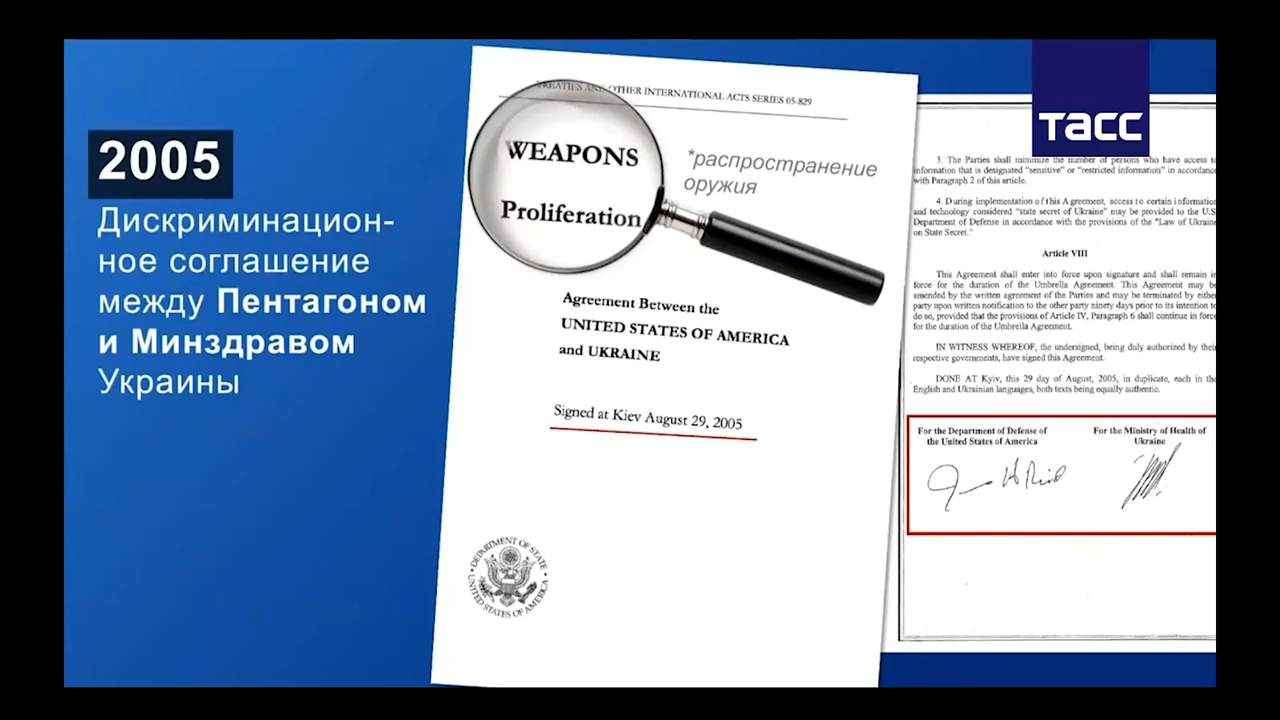 2005
Дискриминацион-
ное соглашение
между Пентагоном
и Минздравом
Украины
TREATIES AND OTHER INTERNATIONAL ACTS SERIES 05-829
WEAPONS
Proliferation
*распространение
оружия
Agreement Between the
UNITED STATES OF AMERICA
and UKRAINE
Signed at Kiev August 29, 2005
DEPARTMENT OF STATE
UNITED STATES OF AMERICA
ТАСС
3. The Parties shall minimize the number of persons who have access to
information that is designated "sensitive" or "restricted information" in accordance
with Paragraph 2 of this article.
4. During implementation of this Agreement, access to certain information
and technology considered "state secret of Ukraine" may be provided to the U.S.
Department of Defense in accordance with the provisions of the "Law of Ukraine
on State Secret."
Article VIII
This Agreement shall enter into force upon signature and shall remain in
force for the duration of the Umbrella Agreement. This Agreement may be
amended by the written agreement of the Parties and may be terminated by either
party upon written notification to the other party ninety days prior to its intention to
do so, provided that the provisions of Article IV, Paragraph 6 shall continue in force
for the duration of the Umbrella Agreement.
IN WITNESS WHEREOF, the undersigned, being duly authorized by their
respective governments, have signed this Agreement.
DONE AT Kyiv, this 29 day of August, 2005, in duplicate, each in the
English and Ukrainian languages, both texts being equally authentic.
For the Department of Defense of
the United States of America
For the Ministry of Health of
Ukraine